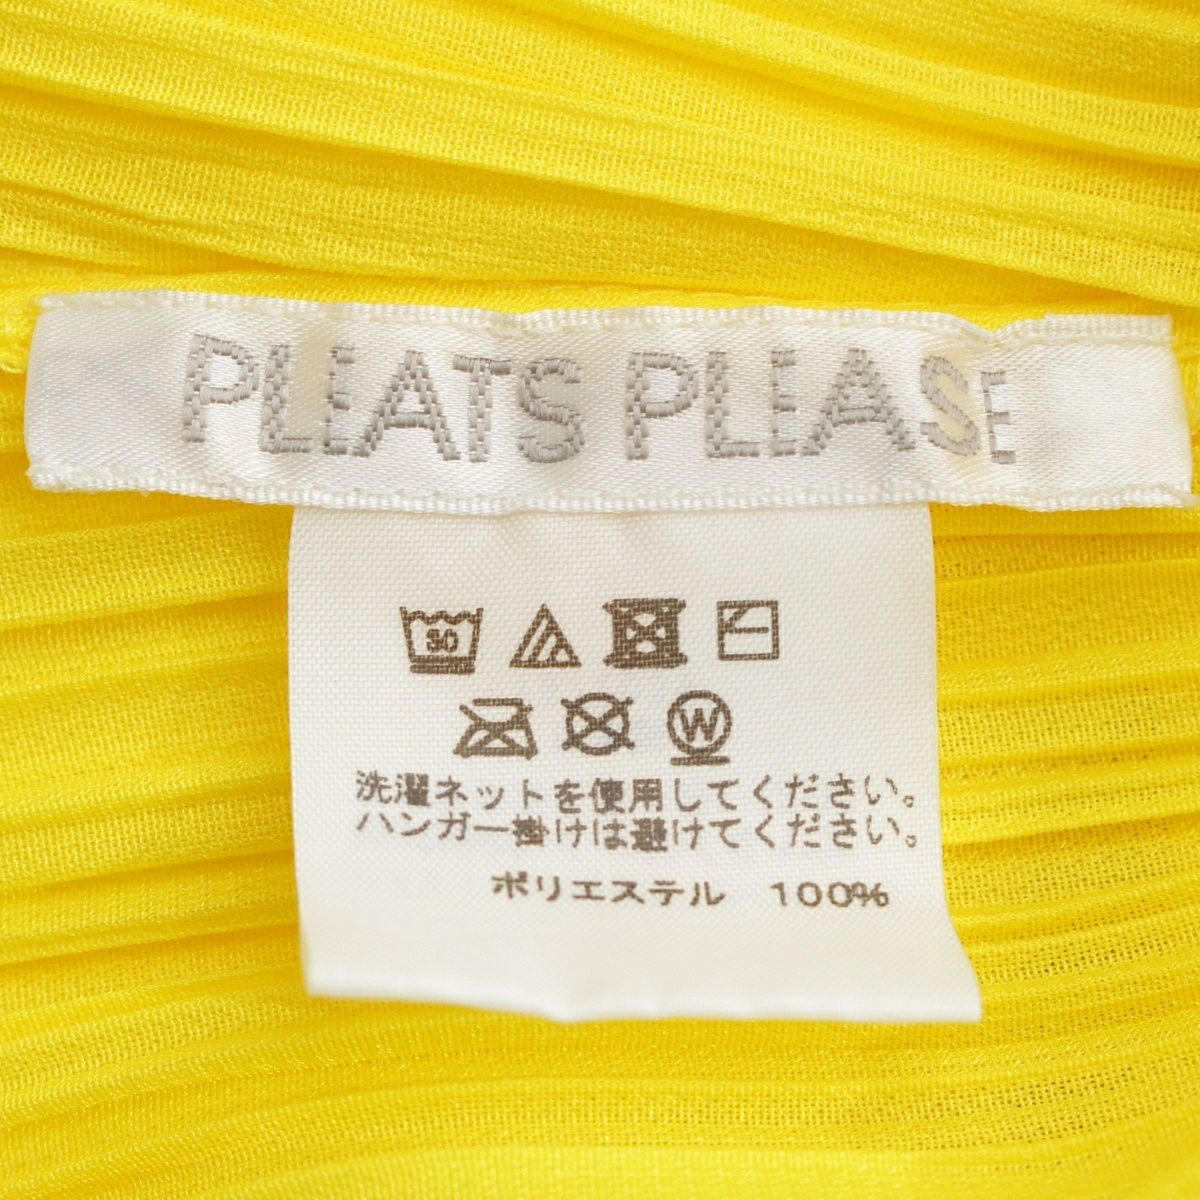 PLEATS PLEASE
30
W
洗濯ネットを使用してください。
ハンガー掛けは避けてください。
ポリエステル 100%